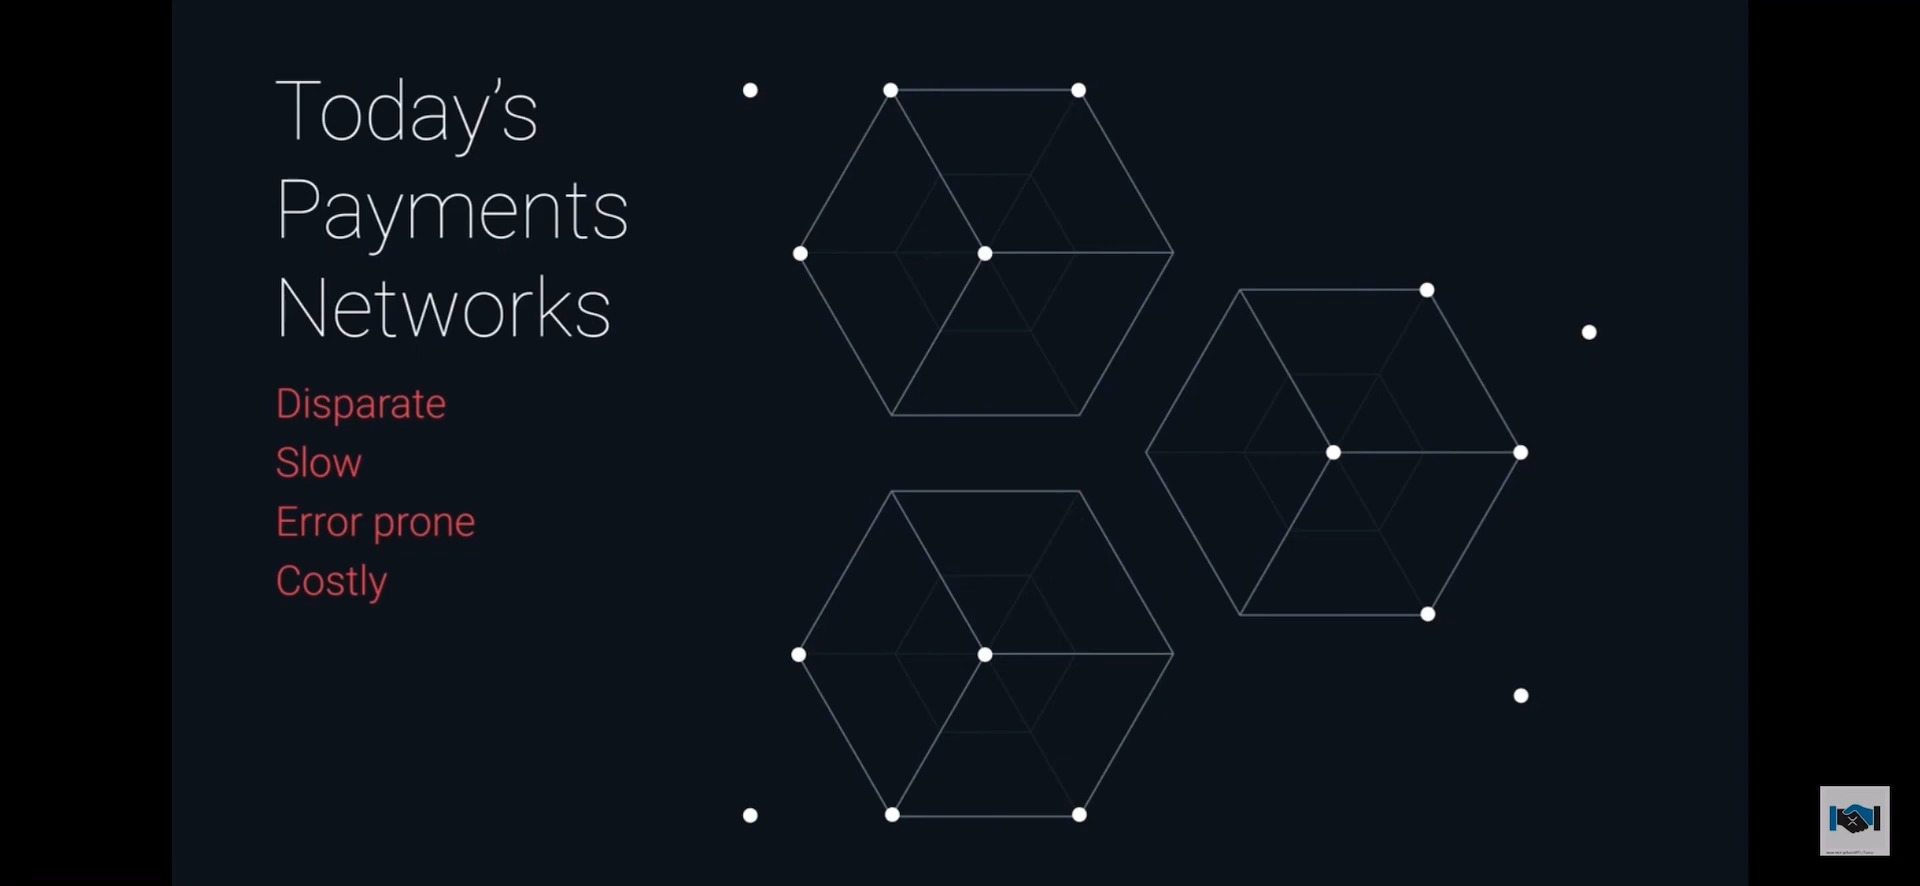 Today’s
Payments
Networks
Disparate
Slow
Error prone
Costly